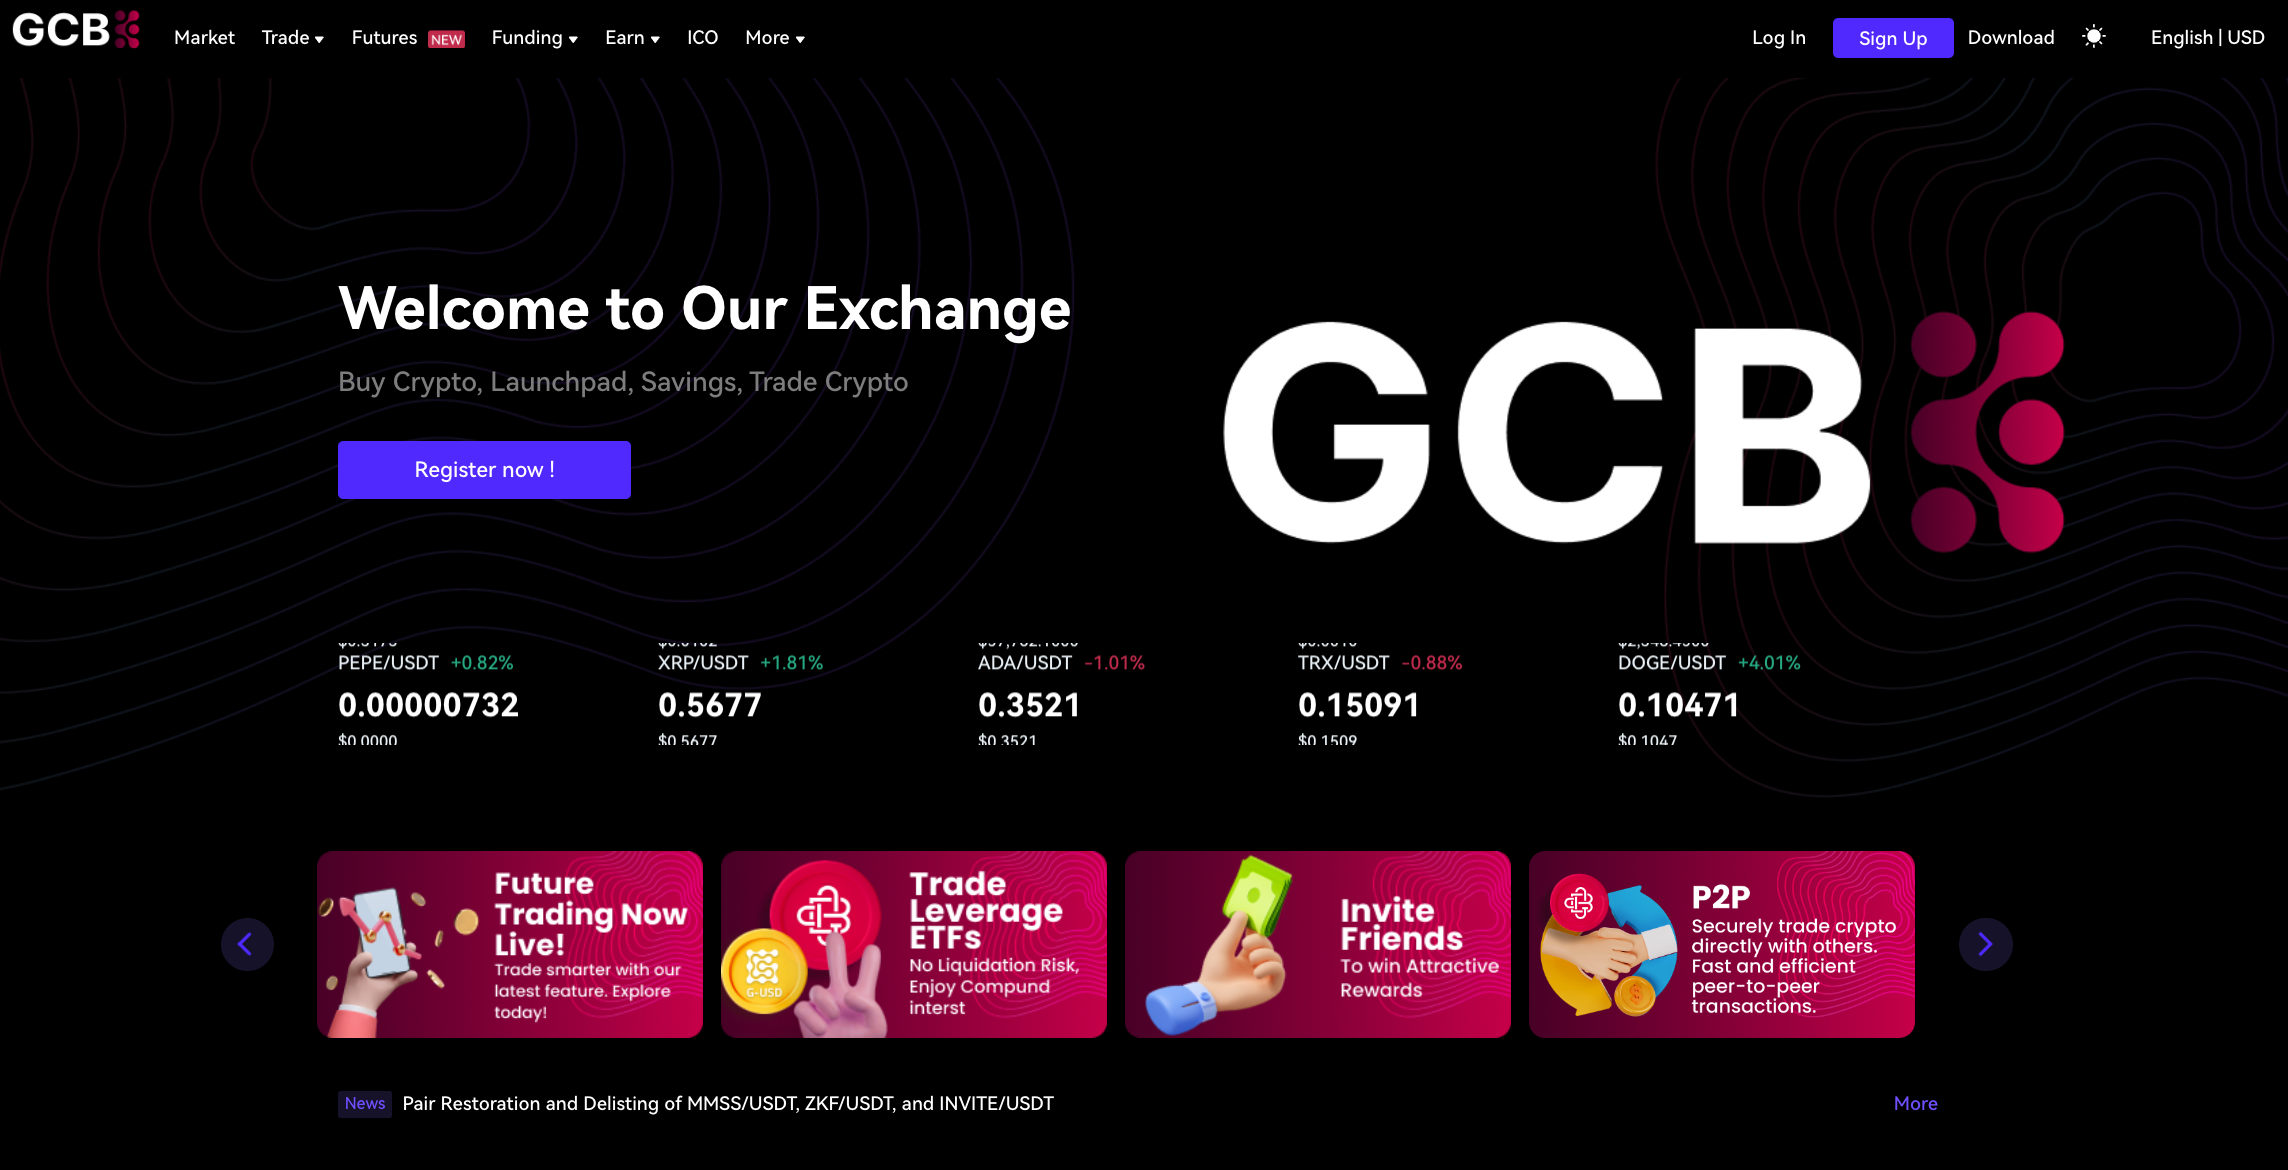 GCB
Market Trade Futures NEW Funding Earn ICO More
Log In Sign Up Download English | USD
Welcome to Our Exchange
Buy Crypto, Launchpad, Savings, Trade Crypto
Register now !
GCB
PEPE/USDT +0.82%
0.00000732
$0.0000
XRP/USDT +1.81%
0.5677
$0.5677
ADA/USDT -1.01%
0.3521
$0.3521
TRX/USDT -0.88%
0.15091
$0.1509
DOGE/USDT +4.01%
0.10471
$0.1047
Future
Trading Now
Live!
Trade smarter with our
latest feature. Explore
today!
G-USD
Trade
Leverage
ETFs
No Liquidation Risk,
Enjoy Compund
interst
Invite
Friends
To win Attractive
Rewards
P2P
Securely trade crypto
directly with others.
Fast and efficient
peer-to-peer
transactions.
News Pair Restoration and Delisting of MMSS/USDT, ZKF/USDT, and INVITE/USDT More